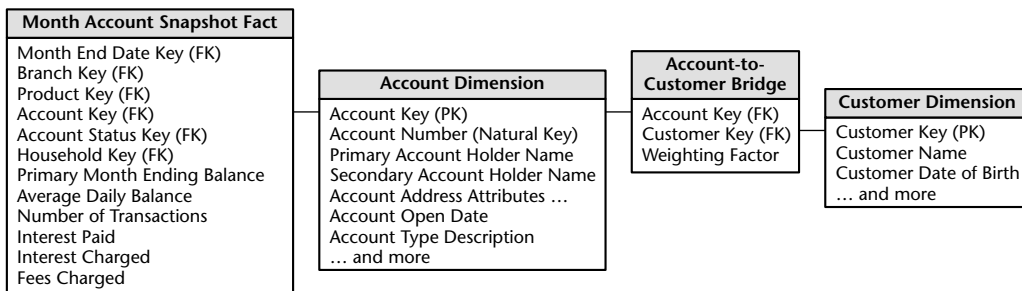 Month Account Snapshot Fact
Month End Date Key (FK)
Branch Key (FK)
Product Key (FK)
Account Key (FK)
Account Status Key (FK)
Household Key (FK)
Primary Month Ending Balance
Average Daily Balance
Number of Transactions
Interest Paid
Interest Charged
Fees Charged
Account Dimension
Account Key (PK)
Account Number (Natural Key)
Primary Account Holder Name
Secondary Account Holder Name
Account Address Attributes …
Account Open Date
Account Type Description
… and more
Account-to-
Customer Bridge
Account Key (FK)
Customer Key (FK)
Weighting Factor
Customer Dimension
Customer Key (PK)
Customer Name
Customer Date of Birth
… and more